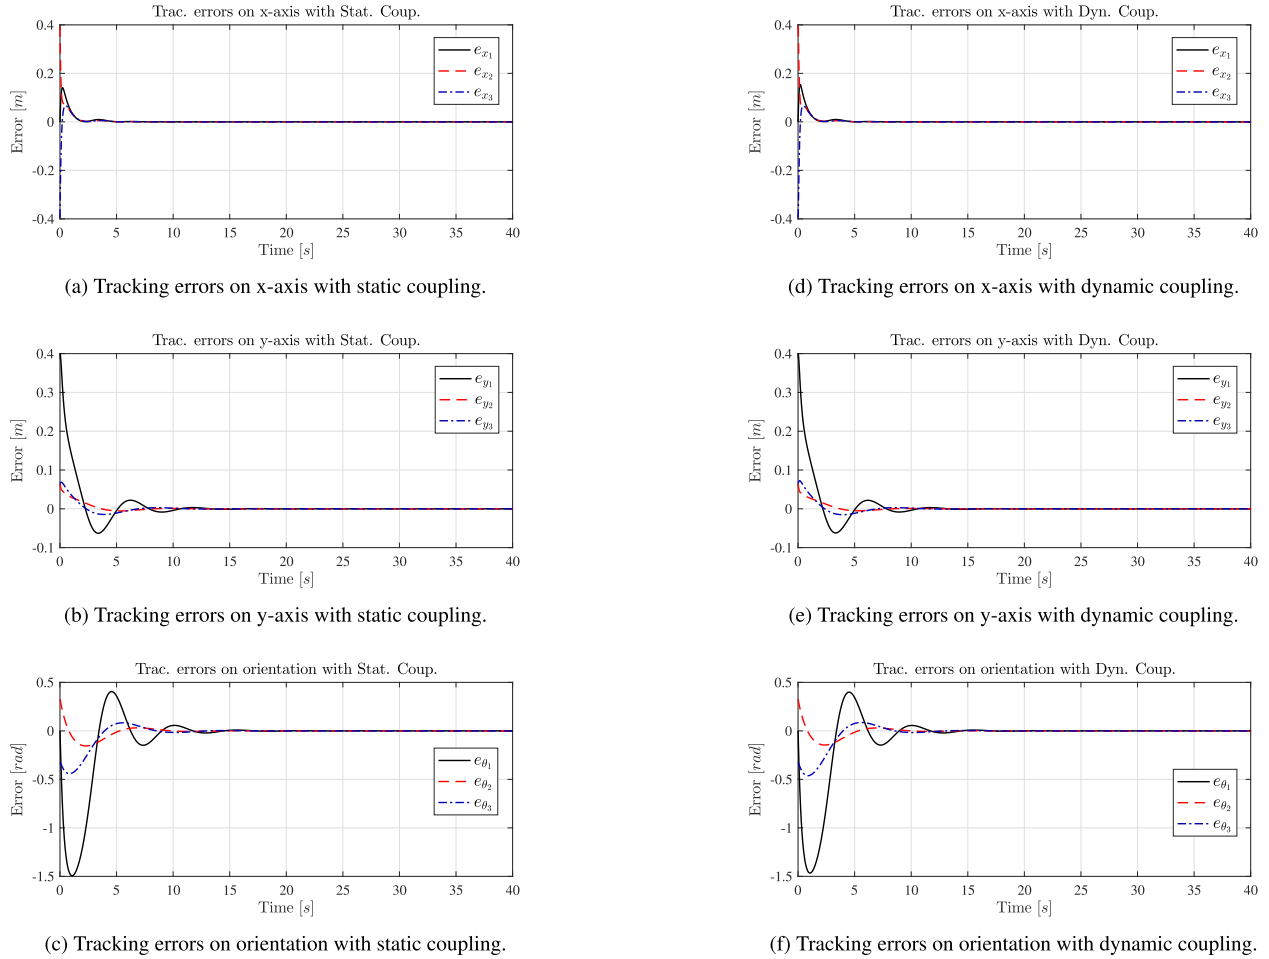 Trac. errors on x-axis with Stat. Coup.
0.4
0.2
0
-0.2
-0.4
Error [m]
e_{x_1}
e_{x_2}
e_{x_3}
0 5 10 15 20 25 30 35 40
Time [s]
(a) Tracking errors on x-axis with static coupling.
Trac. errors on x-axis with Dyn. Coup.
0.4
0.2
0
-0.2
-0.4
Error [m]
e_{x_1}
e_{x_2}
e_{x_3}
0 5 10 15 20 25 30 35 40
Time [s]
(d) Tracking errors on x-axis with dynamic coupling.
Trac. errors on y-axis with Stat. Coup.
0.4
0.3
0.2
0.1
0
-0.1
Error [m]
e_{y_1}
e_{y_2}
e_{y_3}
0 5 10 15 20 25 30 35 40
Time [s]
(b) Tracking errors on y-axis with static coupling.
Trac. errors on y-axis with Dyn. Coup.
0.4
0.3
0.2
0.1
0
-0.1
Error [m]
e_{y_1}
e_{y_2}
e_{y_3}
0 5 10 15 20 25 30 35 40
Time [s]
(e) Tracking errors on y-axis with dynamic coupling.
Trac. errors on orientation with Stat. Coup.
0.5
0
-0.5
-1
-1.5
Error [rad]
e_{θ_1}
e_{θ_2}
e_{θ_3}
0 5 10 15 20 25 30 35 40
Time [s]
(c) Tracking errors on orientation with static coupling.
Trac. errors on orientation with Dyn. Coup.
0.5
0
-0.5
-1
-1.5
Error [rad]
e_{θ_1}
e_{θ_2}
e_{θ_3}
0 5 10 15 20 25 30 35 40
Time [s]
(f) Tracking errors on orientation with dynamic coupling.